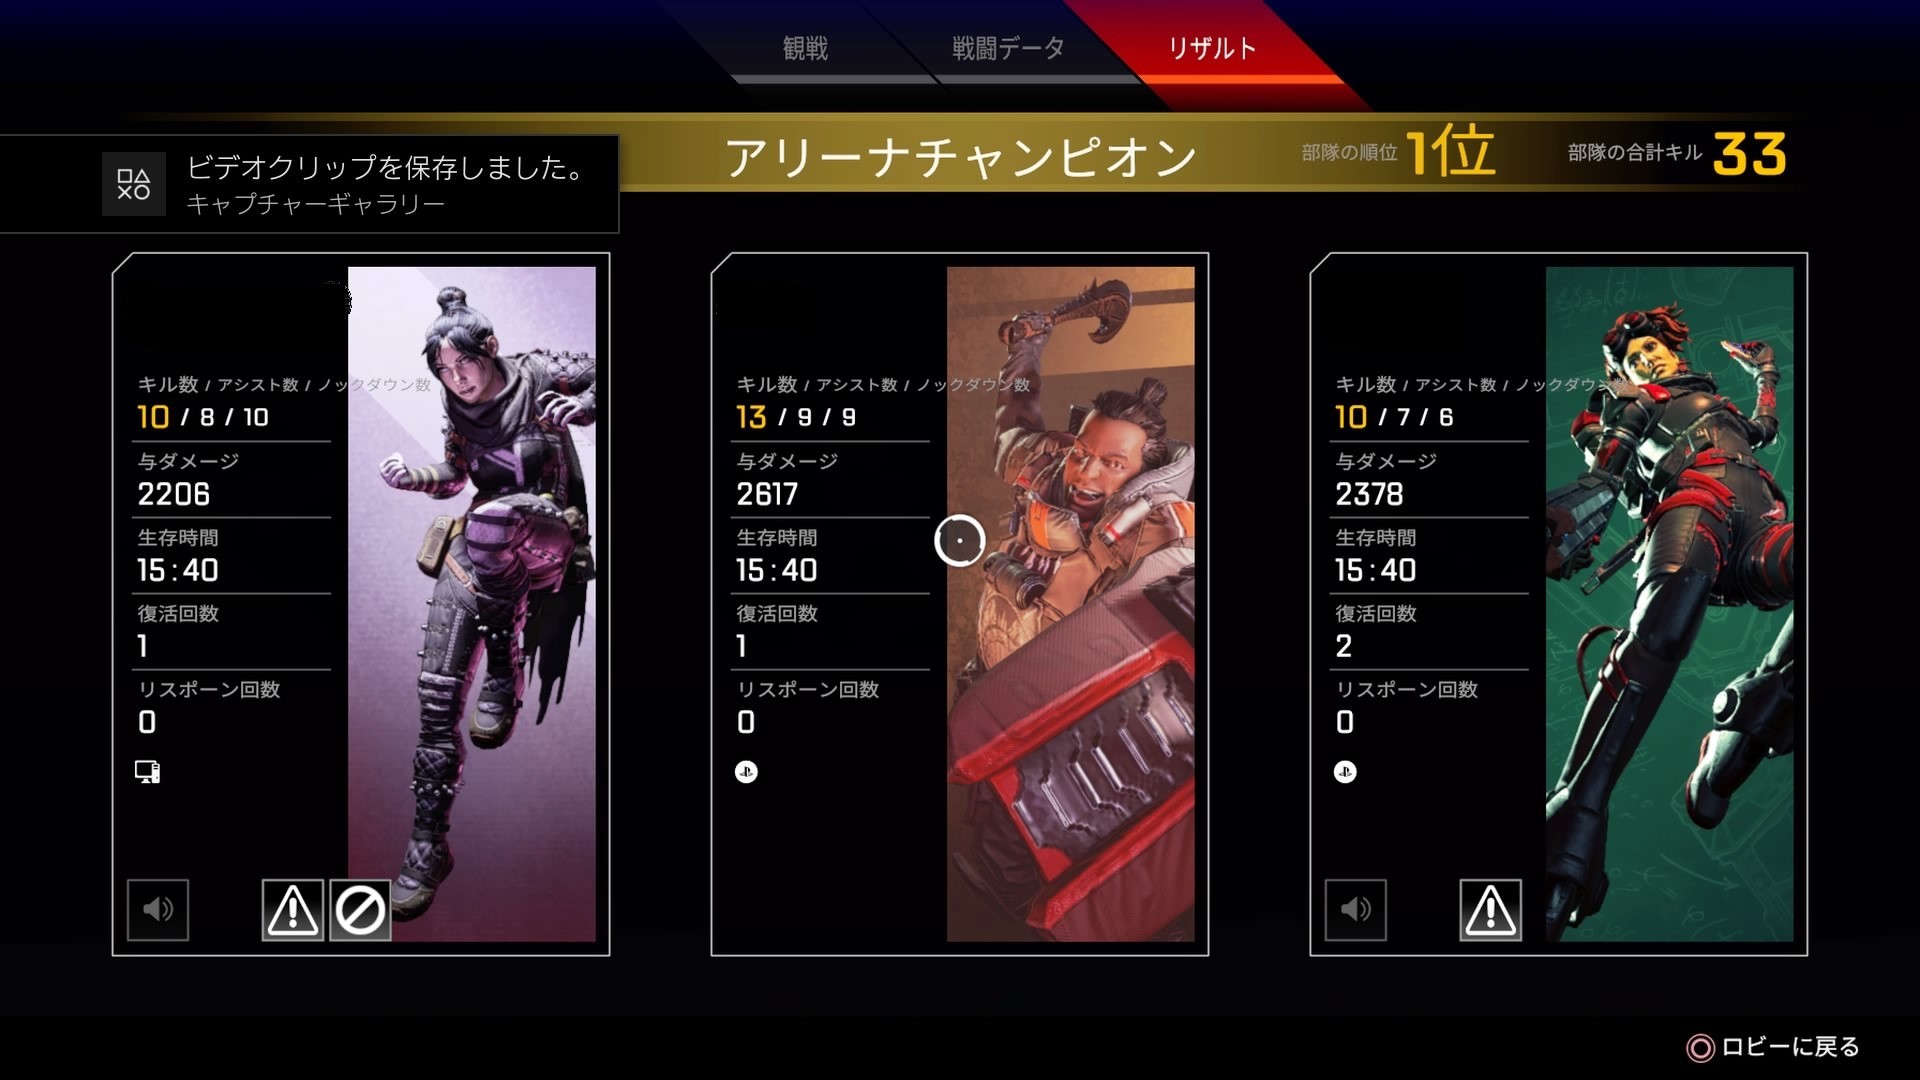 観戦
戦闘データ
リザルト
ビデオクリップを保存しました。
キャプチャーギャラリー
アリーナチャンピオン
部隊の順位 1位
部隊の合計キル 33
キル数 / アシスト数 / ノックダウン数
10 / 8 / 10
与ダメージ
2206
生存時間
15:40
復活回数
1
リスポーン回数
0
キル数 / アシスト数 / ノックダウン数
13 / 9 / 9
与ダメージ
2617
生存時間
15:40
復活回数
1
リスポーン回数
0
キル数 / アシスト数 / ノックダウン数
10 / 7 / 6
与ダメージ
2378
生存時間
15:40
復活回数
2
リスポーン回数
0
ロビーに戻る